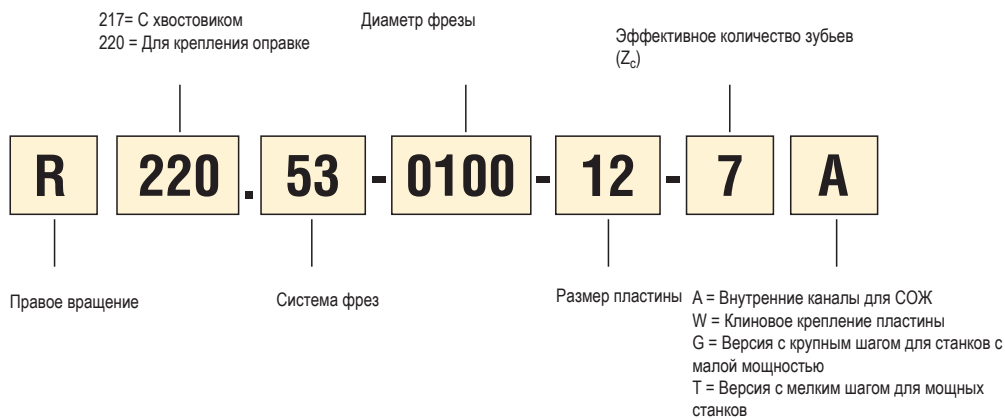 217= С хвостовиком
220 = Для крепления оправке
Диаметр фрезы
Эффективное количество зубьев
(Zc)
R 220 . 53 - 0100 - 12 - 7 A
Правое вращение
Система фрез
Размер пластины
A = Внутренние каналы для СОЖ
W = Клиновое крепление пластины
G = Версия с крупным шагом для станков с
малой мощностью
T = Версия с мелким шагом для мощных
станков